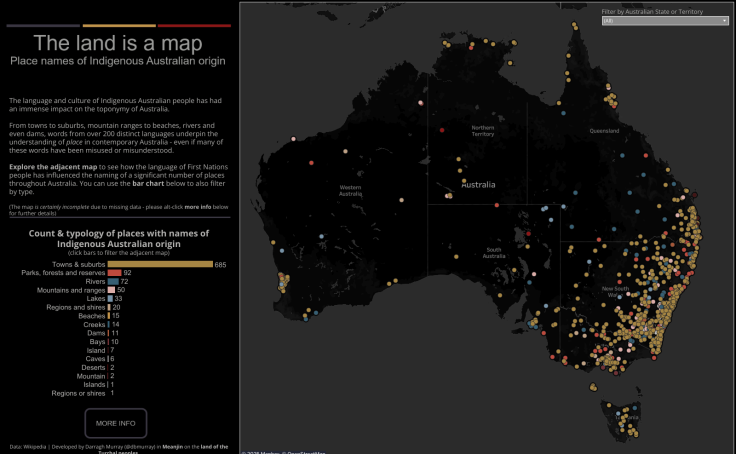 The land is a map
Place names of Indigenous Australian origin
The language and culture of Indigenous Australian people has had
an immense impact on the toponymy of Australia.
From towns to suburbs, mountain ranges to beaches, rivers and
even dams, words from over 200 distinct languages underpin the
understanding of place in contemporary Australia - even if many of
these words have been misused or misunderstood.
Explore the adjacent map to see how the language of First Nations
people has influenced the naming of a significant number of places
throughout Australia. You can use the bar chart below to also filter
by type.
(The map is certainly incomplete due to missing data - please alt-click more info below
for further details)
Count & typology of places with names of
Indigenous Australian origin
(click bars to filter the adjacent map)
Towns & suburbs 685
Parks, forests and reserves 92
Rivers 72
Mountains and ranges 50
Lakes 33
Regions and shires 20
Beaches 15
Creeks 14
Dams 11
Bays 10
Island 7
Caves 6
Deserts 2
Mountain 2
Islands 1
Regions or shires 1
MORE INFO
Data: Wikipedia | Developed by Darragh Murray (@dbmurray) in Meanjin on the land of the
Turrbal peoples
Filter by Australian State or Territory
(All)
Northern
Territory
Queensland
Western
Australia
Australia
South
Australia
New South
© OpenStreetMap